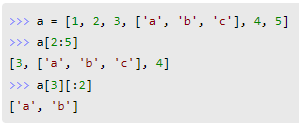 >>> a = [1, 2, 3, ['a', 'b', 'c'], 4, 5]
>>> a[2:5]
[3, ['a', 'b', 'c'], 4]
>>> a[3][:2]
['a', 'b']